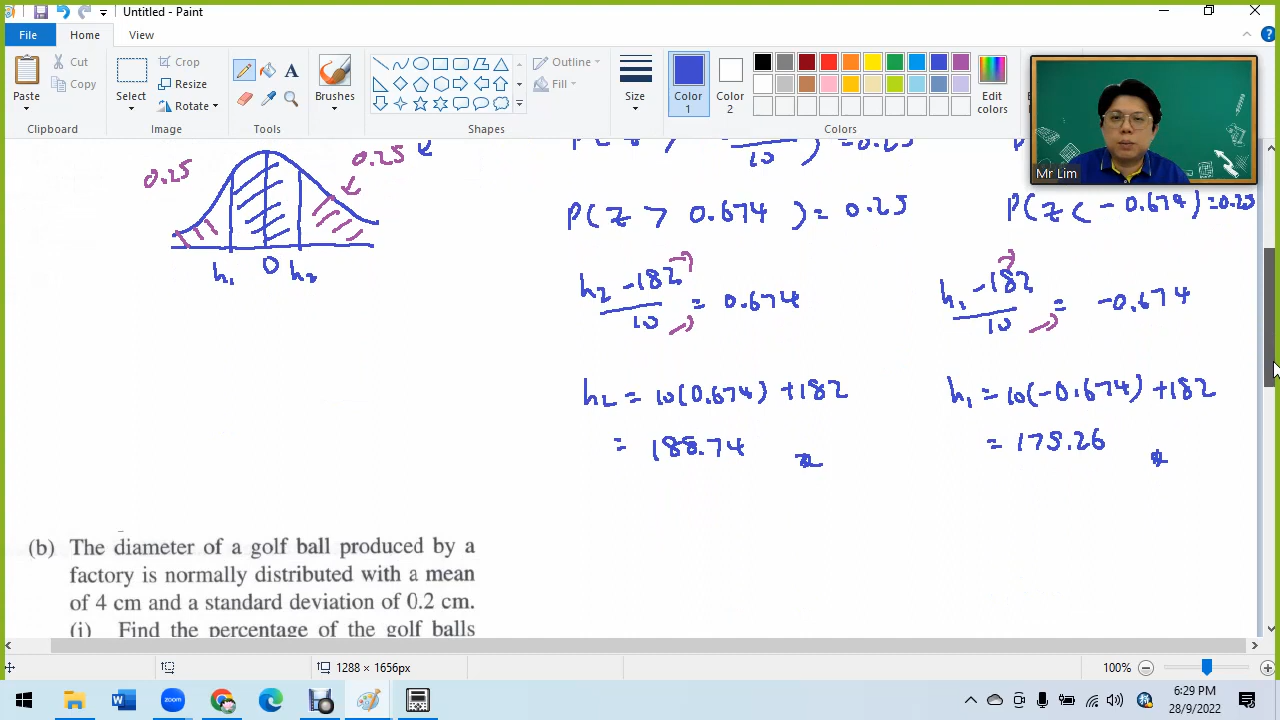 Untitled - Paint
File Home View
Cut
Copy
Paste
Clipboard
Select
Crop
Resize
Rotate
Image
Tools
Brushes
Shapes
Outline
Fill
Size
Color 1
Color 2
Edit colors
Colors
Mr Lim
0.25
0.25
h₁ 0 h₂
10 ) = 0.25
P( Z > 0.674 ) = 0.25
P( Z < - 0.674 ) = 0.25
h₂ - 182
10 = 0.674
h₁ - 182
10 = - 0.674
h₂ = 10(0.674) + 182
= 188.74
h₁ = 10(-0.674) + 182
= 175.26
(b) The diameter of a golf ball produced by a
factory is normally distributed with a mean
of 4 cm and a standard deviation of 0.2 cm.
(i) Find the percentage of the golf balls
1288 × 1656px
100%
zoom
6:29 PM
28/9/2022